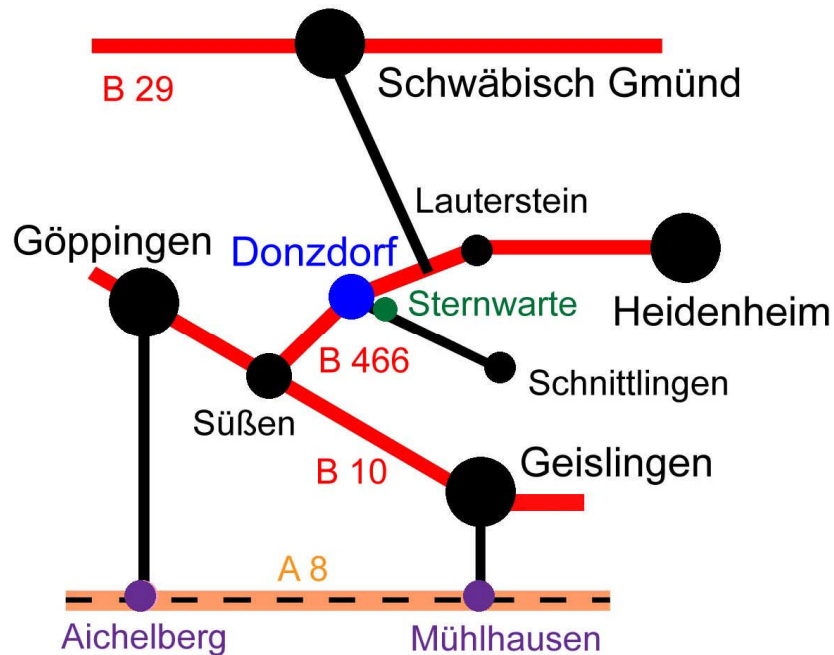 B 29
Schwäbisch Gmünd
Lauterstein
Göppingen
Donzdorf
Sternwarte
Heidenheim
B 466
Schnittlingen
Süßen
B 10
Geislingen
A 8
Aichelberg
Mühlhausen